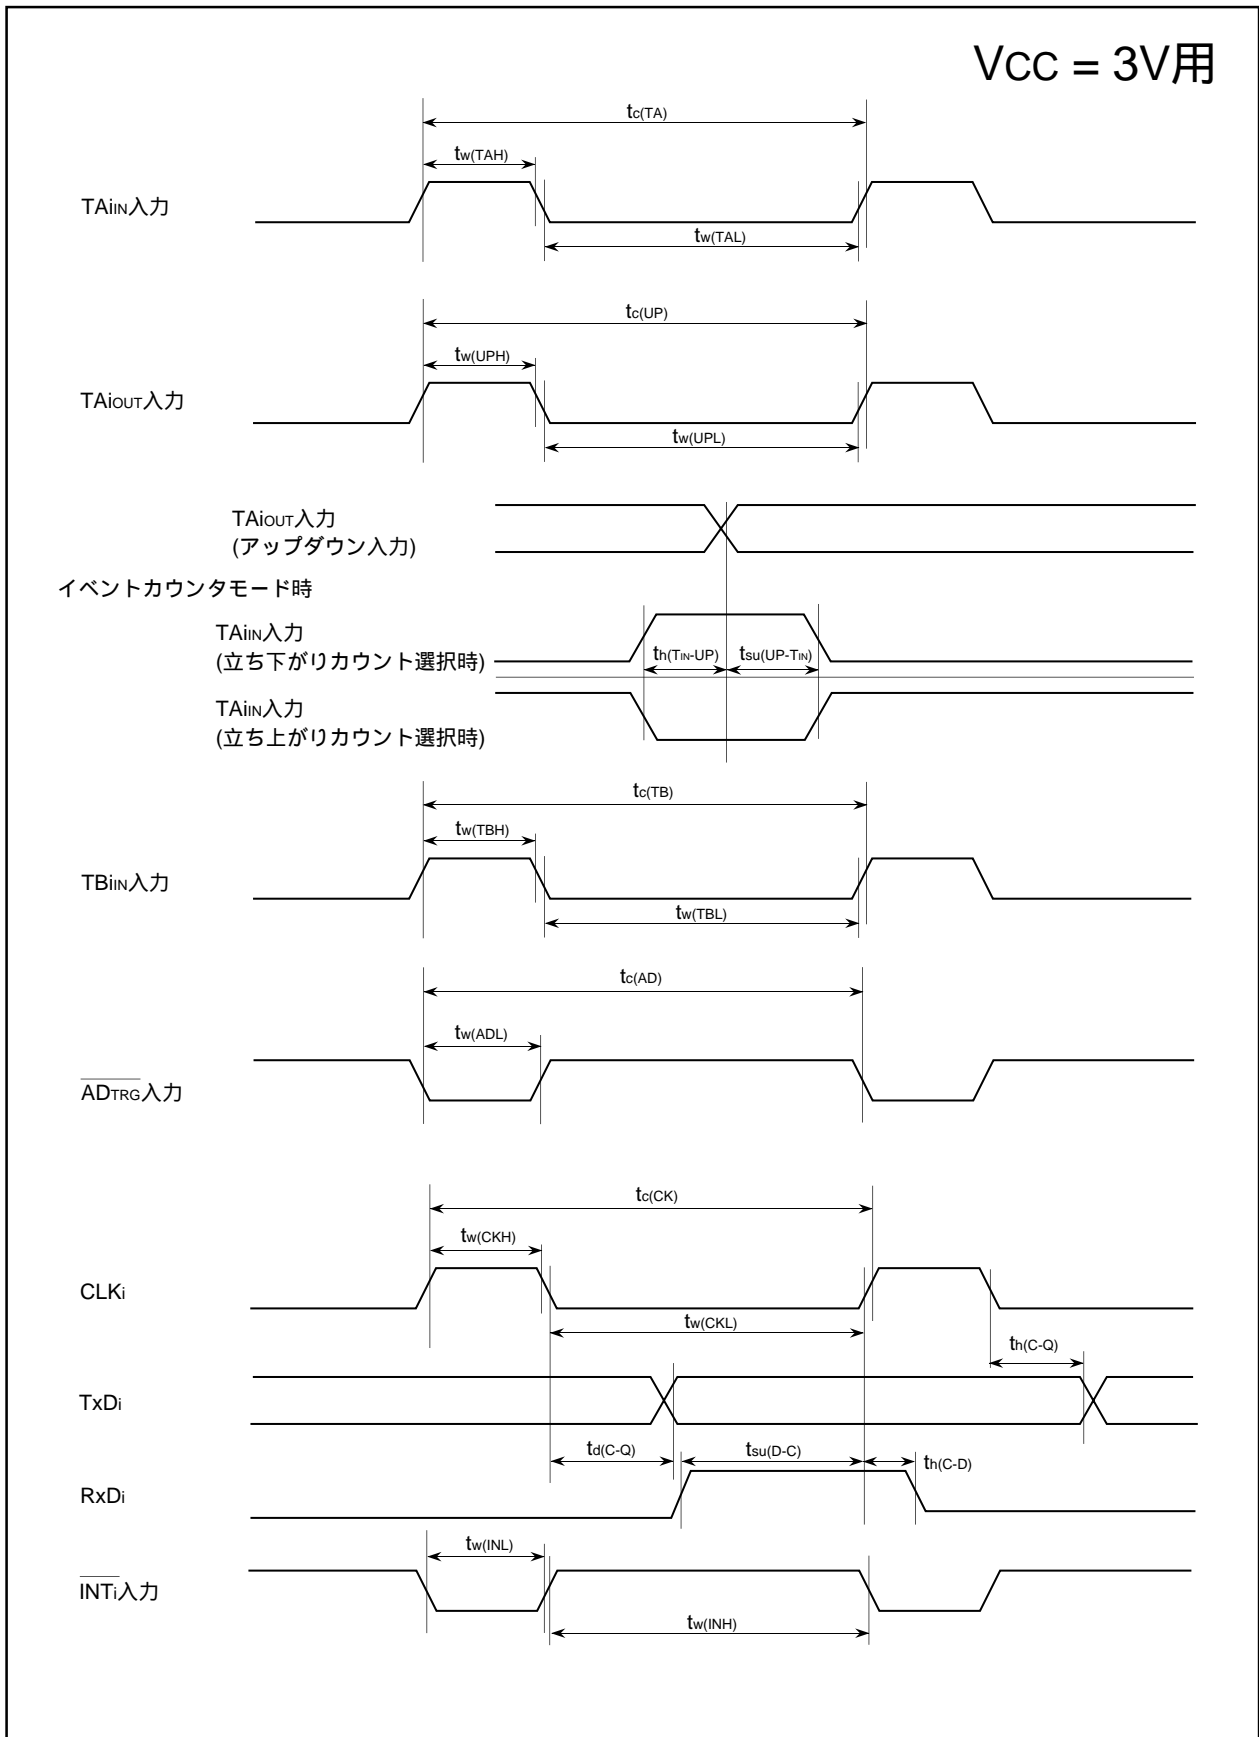 VCC = 3V用
tc(TA)
tw(TAH)
TAiIN入力
tw(TAL)
tc(UP)
tw(UPH)
TAiOUT入力
tw(UPL)
TAiOUT入力
(アップダウン入力)
イベントカウンタモード時
TAiIN入力
(立ち下がりカウント選択時)
th(TIN-UP)
tsu(UP-TIN)
TAiIN入力
(立ち上がりカウント選択時)
tc(TB)
tw(TBH)
TBiIN入力
tw(TBL)
tc(AD)
tw(ADL)
ADTRG入力
tc(CK)
tw(CKH)
CLKi
tw(CKL)
th(C-Q)
TxDi
td(C-Q)
tsu(D-C)
th(C-D)
RxDi
tw(INL)
INTi入力
tw(INH)